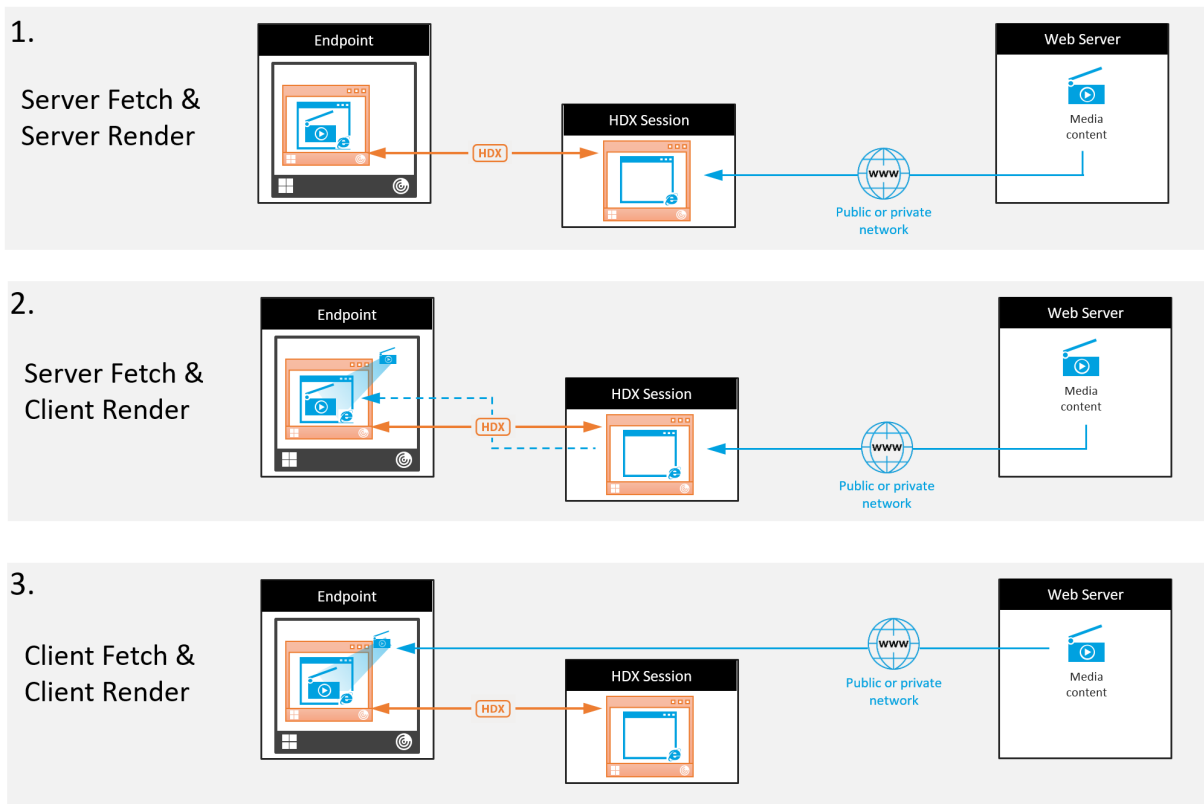 1.
Server Fetch &
Server Render
Endpoint
HDX
HDX Session
www
Public or private
network
Web Server
Media
content
2.
Server Fetch &
Client Render
Endpoint
HDX
HDX Session
www
Public or private
network
Web Server
Media
content
3.
Client Fetch &
Client Render
Endpoint
HDX
HDX Session
www
Public or private
network
Web Server
Media
content